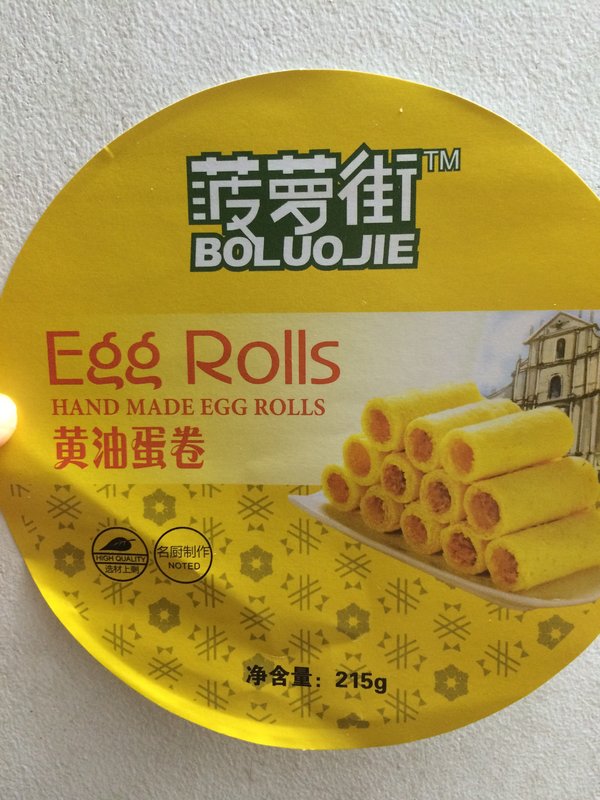 菠萝街™
BOLUOJIE
Egg Rolls
HAND MADE EGG ROLLS
黄油蛋卷
HIGH QUALITY
选材上剩
名厨制作
NOTED
净含量：215g